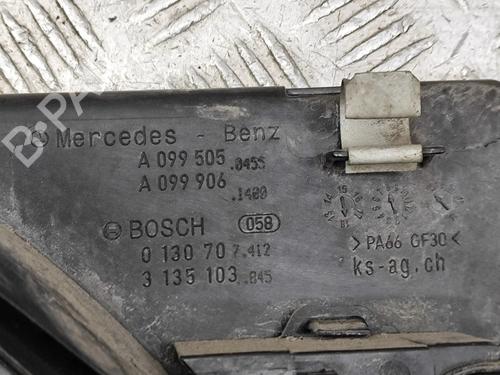 Mercedes - Benz
A 099 505 .0455
A 099 906 .1400
BOSCH 058
0 130 70 7.412
3 135 103 ..045
>PA66 GF30<
ks-ag.ch